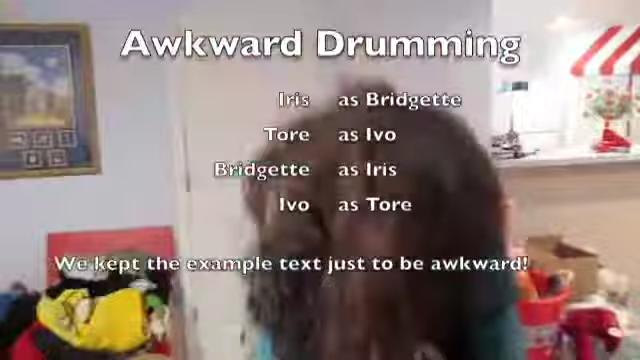 Awkward Drumming
Iris as Bridgette
Tore as Ivo
Bridgette as Iris
Ivo as Tore
We kept the example text just to be awkward!